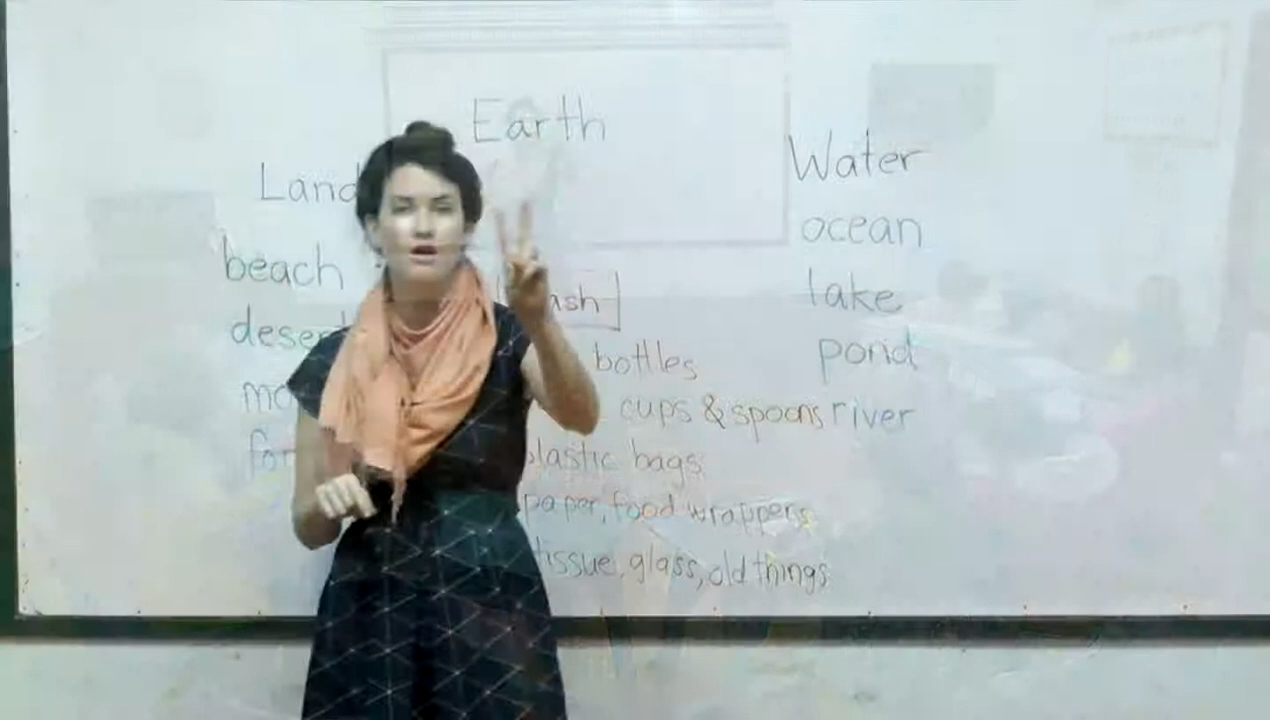 Earth
Land
beach
Water
ocean
lake
pond
bottles
cups & spoons river
plastic bags
paper, food wrappers
tissue, glass, old things